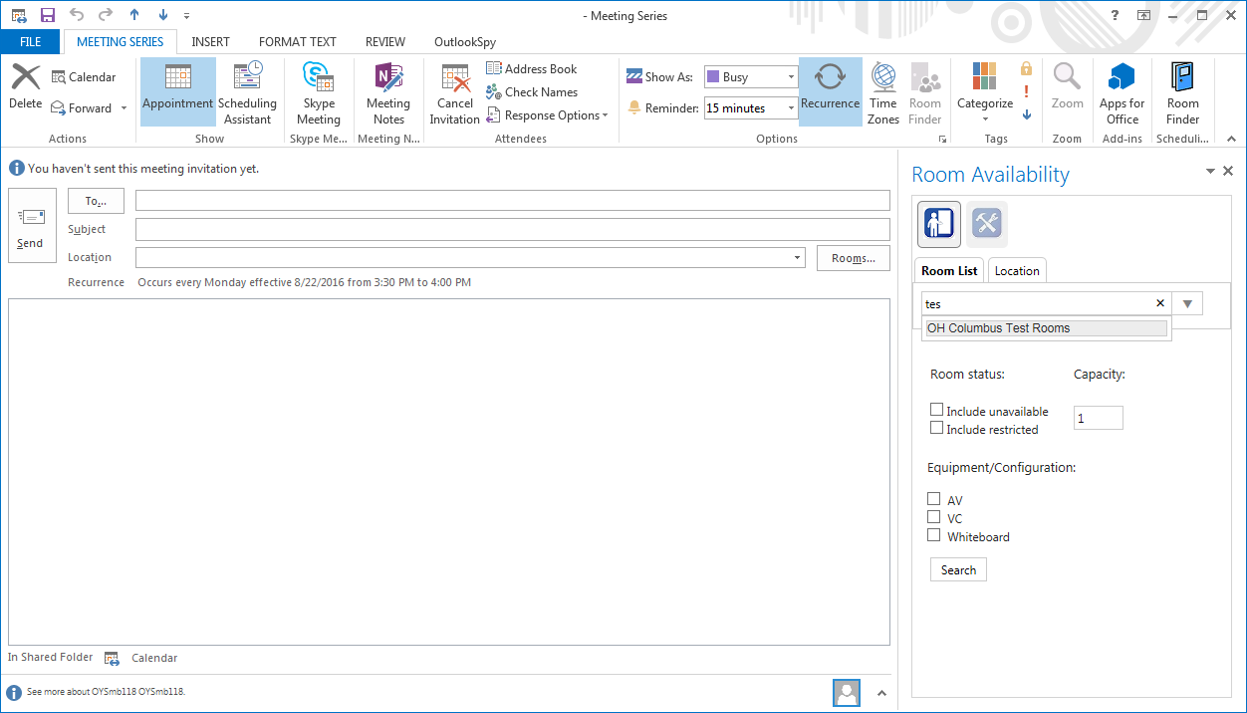 - Meeting Series
?
FILE MEETING SERIES INSERT FORMAT TEXT REVIEW OutlookSpy
Delete
Calendar
Forward
Actions
Appointment
Scheduling
Assistant
Show
Skype
Meeting
Skype Me...
Meeting
Notes
Meeting N...
Cancel
Invitation
Address Book
Check Names
Response Options
Attendees
Show As: Busy
Reminder: 15 minutes
Recurrence
Time
Zones
Room
Finder
Options
Categorize
Tags
Zoom
Zoom
Apps for
Office
Add-ins
Room
Finder
Scheduli...
You haven't sent this meeting invitation yet.
Send
To...
Subject
Location
Rooms...
Recurrence Occurs every Monday effective 8/22/2016 from 3:30 PM to 4:00 PM
In Shared Folder Calendar
See more about OYSmb118 OYSmb118.
Room Availability
Room List Location
tes
OH Columbus Test Rooms
Room status: Capacity:
Include unavailable
1
Include restricted
Equipment/Configuration:
AV
VC
Whiteboard
Search